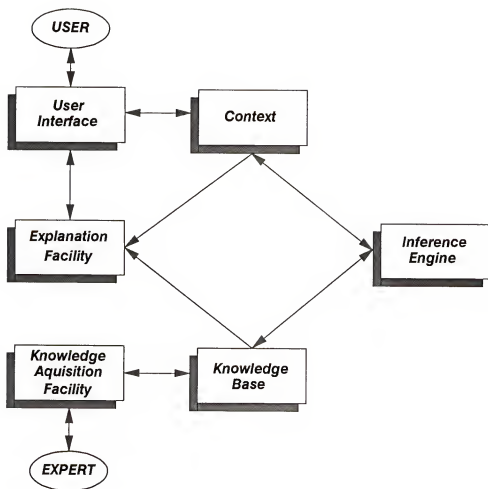 USER
User
Interface
Context
Explanation
Facility
Inference
Engine
Knowledge
Aquisition
Facility
Knowledge
Base
EXPERT